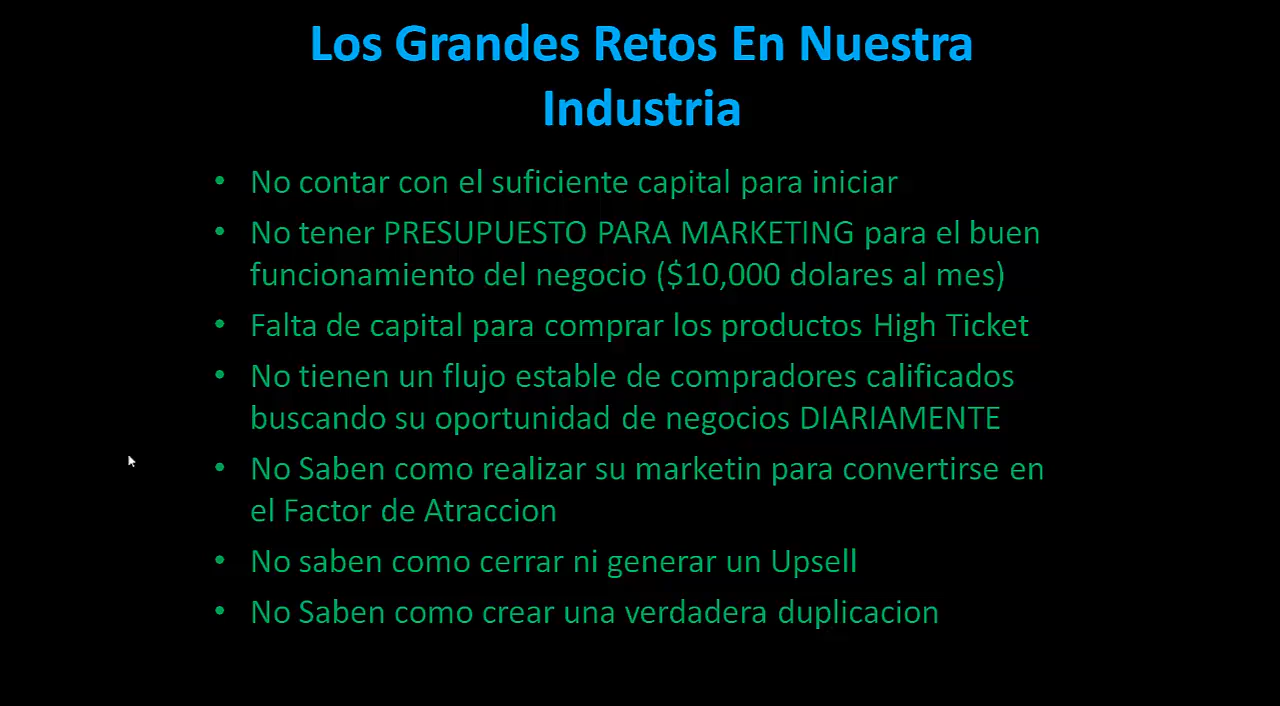 Los Grandes Retos En Nuestra
Industria
• No contar con el suficiente capital para iniciar
• No tener PRESUPUESTO PARA MARKETING para el buen
funcionamiento del negocio ($10,000 dolares al mes)
• Falta de capital para comprar los productos High Ticket
• No tienen un flujo estable de compradores calificados
buscando su oportunidad de negocios DIARIAMENTE
• No Saben como realizar su marketin para convertirse en
el Factor de Atraccion
• No saben como cerrar ni generar un Upsell
• No Saben como crear una verdadera duplicacion